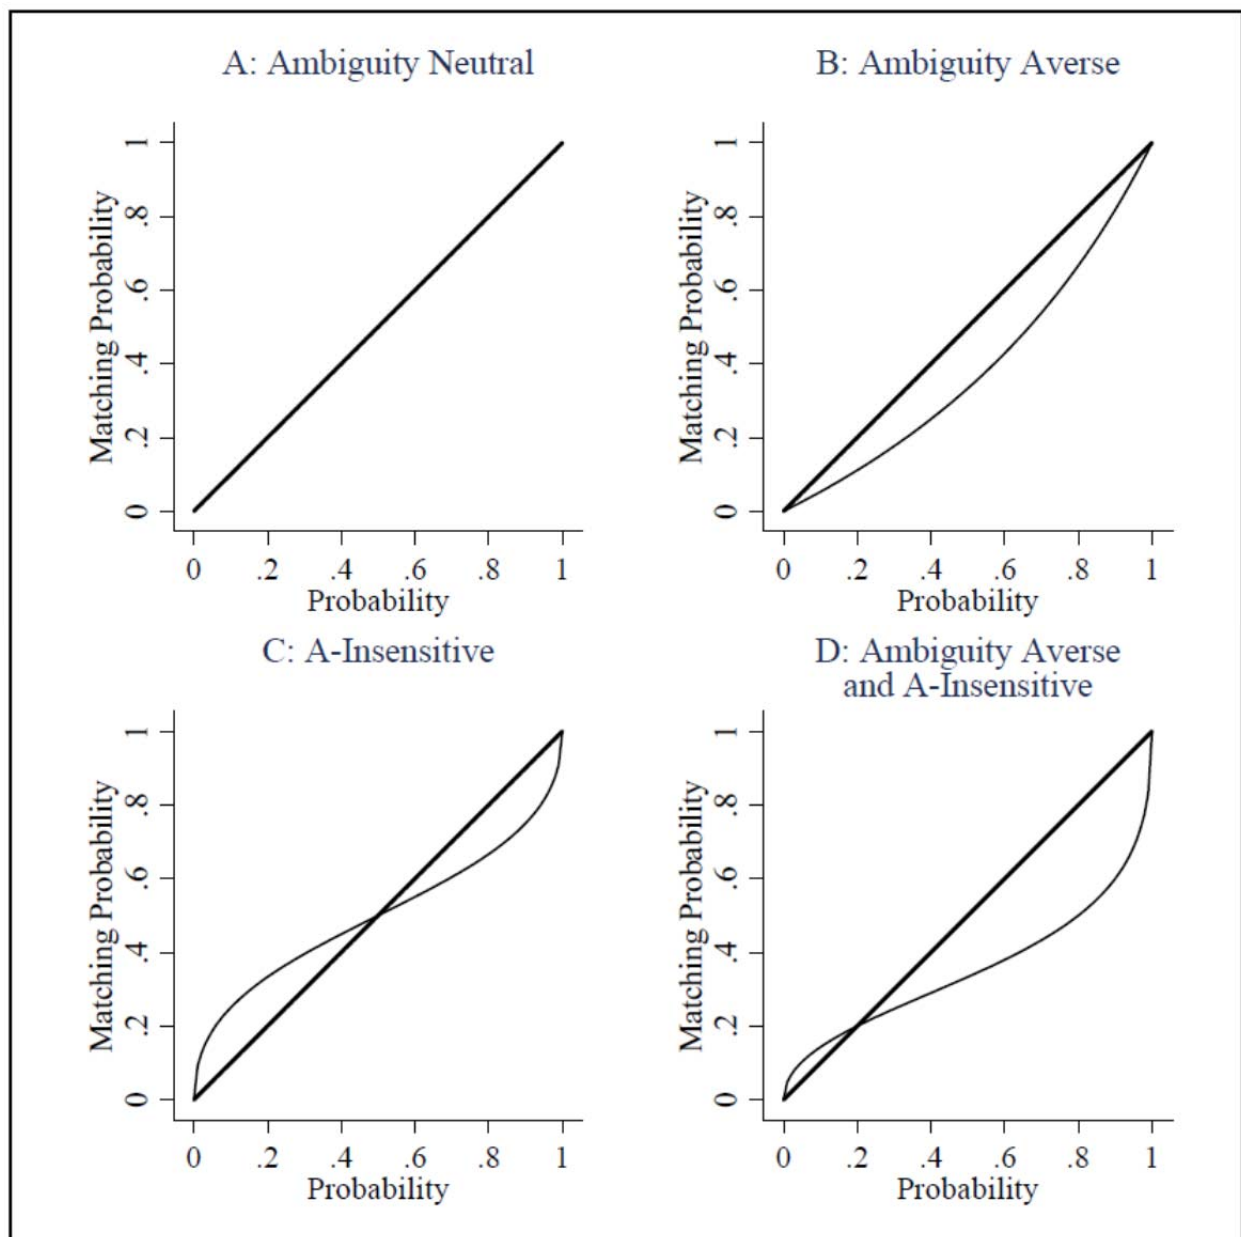 A: Ambiguity Neutral
Matching Probability
0 .2 .4 .6 .8 1
0 .2 .4 .6 .8 1
Probability
B: Ambiguity Averse
Matching Probability
0 .2 .4 .6 .8 1
0 .2 .4 .6 .8 1
Probability
C: A-Insensitive
Matching Probability
0 .2 .4 .6 .8 1
0 .2 .4 .6 .8 1
Probability
D: Ambiguity Averse
and A-Insensitive
Matching Probability
0 .2 .4 .6 .8 1
0 .2 .4 .6 .8 1
Probability